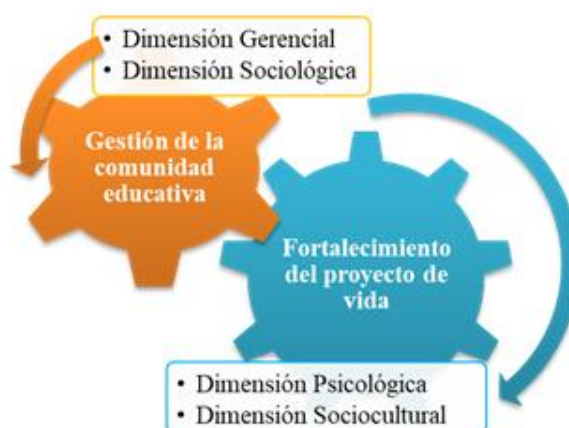 • Dimensión Gerencial
• Dimensión Sociológica
Gestión de la
comunidad
educativa
Fortalecimiento
del proyecto de
vida
• Dimensión Psicológica
• Dimensión Sociocultural